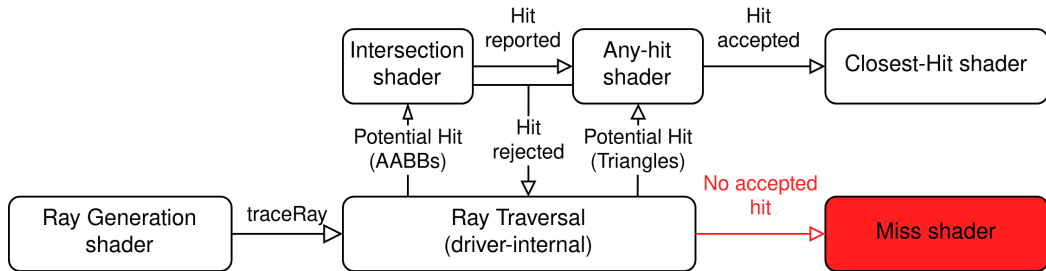 Hit
reported
Hit
accepted
Intersection
shader
Any-hit
shader
Closest-Hit shader
Potential Hit
(AABBs)
Hit
rejected
Potential Hit
(Triangles)
Ray Generation
shader
traceRay
Ray Traversal
(driver-internal)
No accepted
hit
Miss shader